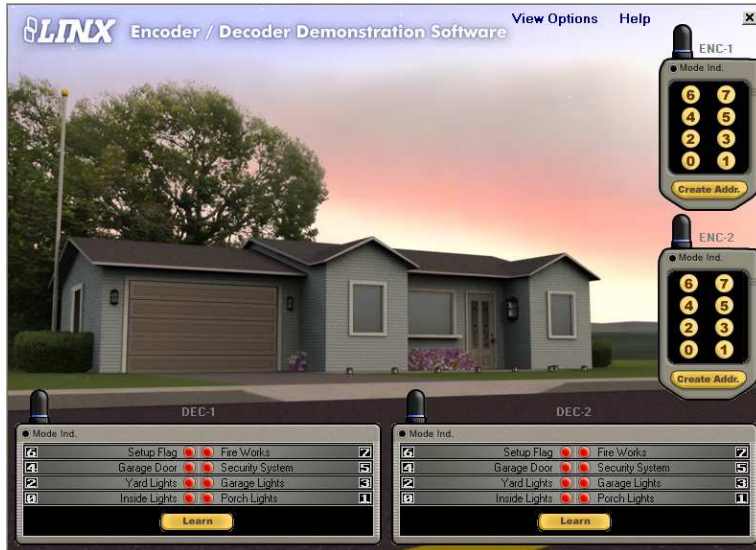 LINX Encoder / Decoder Demonstration Software
View Options Help X
ENC-1
Mode Ind.
6 7
4 5
2 3
0 1
Create Addr.
ENC-2
Mode Ind.
6 7
4 5
2 3
0 1
Create Addr.
DEC-1
Mode Ind.
6 Setup Flag Fire Works 7
4 Garage Door Security System 5
2 Yard Lights Garage Lights 3
0 Inside Lights Porch Lights 1
Learn
DEC-2
Mode Ind.
6 Setup Flag Fire Works 7
4 Garage Door Security System 5
2 Yard Lights Garage Lights 3
0 Inside Lights Porch Lights 1
Learn